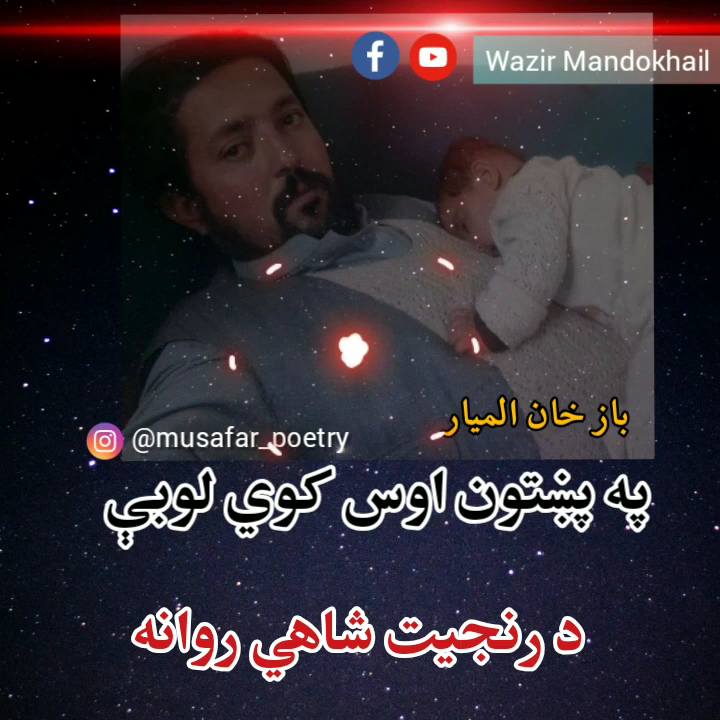 Wazir Mandokhail
باز خان المیار
@musafar_poetry
په پښتون اوس کوي لوبې
د رنجیت شاهي روانه